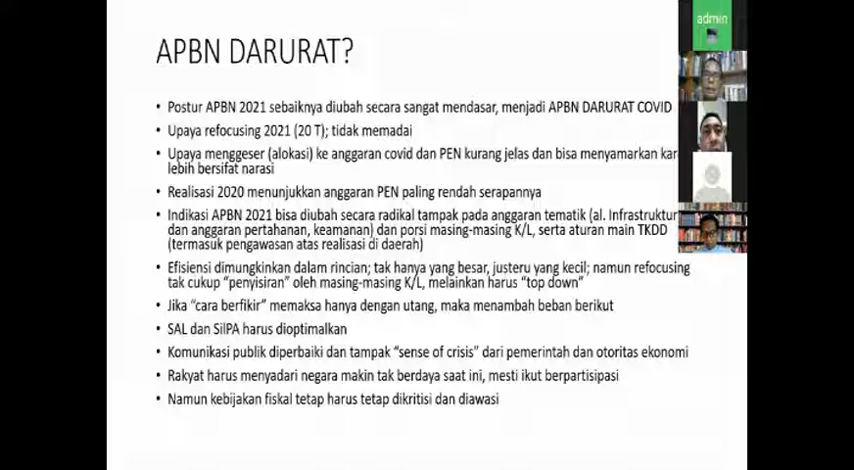 APBN DARURAT?
• Postur APBN 2021 sebaiknya diubah secara sangat mendasar, menjadi APBN DARURAT COVID
• Upaya refocusing 2021 (20 T); tidak memadai
• Upaya menggeser (alokasi) ke anggaran covid dan PEN kurang jelas dan bisa menyamarkan
lebih bersifat narasi
• Realisasi 2020 menunjukkan anggaran PEN paling rendah serapannya
• Indikasi APBN 2021 bisa diubah secara radikal tampak pada anggaran tematik (al. Infrastruktur
dan anggaran pertahanan, keamanan) dan porsi masing-masing K/L, serta aturan main TKDD
(termasuk pengawasan atas realisasi di daerah)
• Efisiensi dimungkinkan dalam rincian; tak hanya yang besar, justeru yang kecil; namun refocusing
tak cukup “penyisiran” oleh masing-masing K/L, melainkan harus “top down”
• Jika “cara berfikir” memaksa hanya dengan utang, maka menambah beban berikut
• SAL dan SilPA harus dioptimalkan
• Komunikasi publik diperbaiki dan tampak “sense of crisis” dari pemerintah dan otoritas ekonomi
• Rakyat harus menyadari negara makin tak berdaya saat ini, mesti ikut berpartisipasi
• Namun kebijakan fiskal tetap harus tetap dikritisi dan diawasi
admin